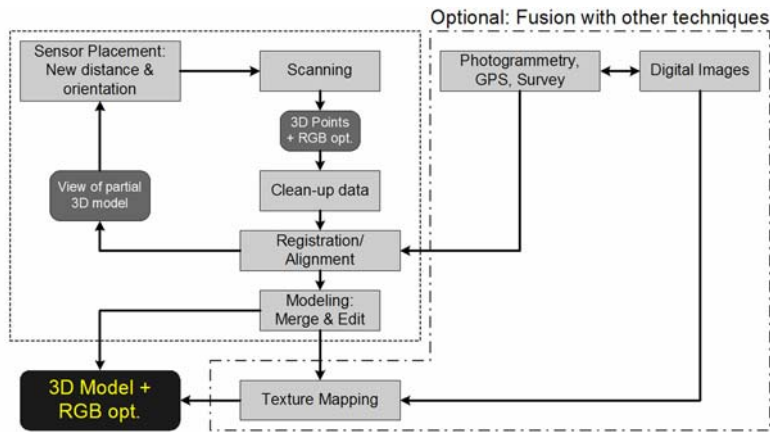 Optional: Fusion with other techniques
Sensor Placement:
New distance &
orientation
Scanning
Photogrammetry,
GPS, Survey
Digital Images
3D Points
+ RGB opt.
View of partial
3D model
Clean-up data
Registration/
Alignment
Modeling:
Merge & Edit
3D Model +
RGB opt.
Texture Mapping